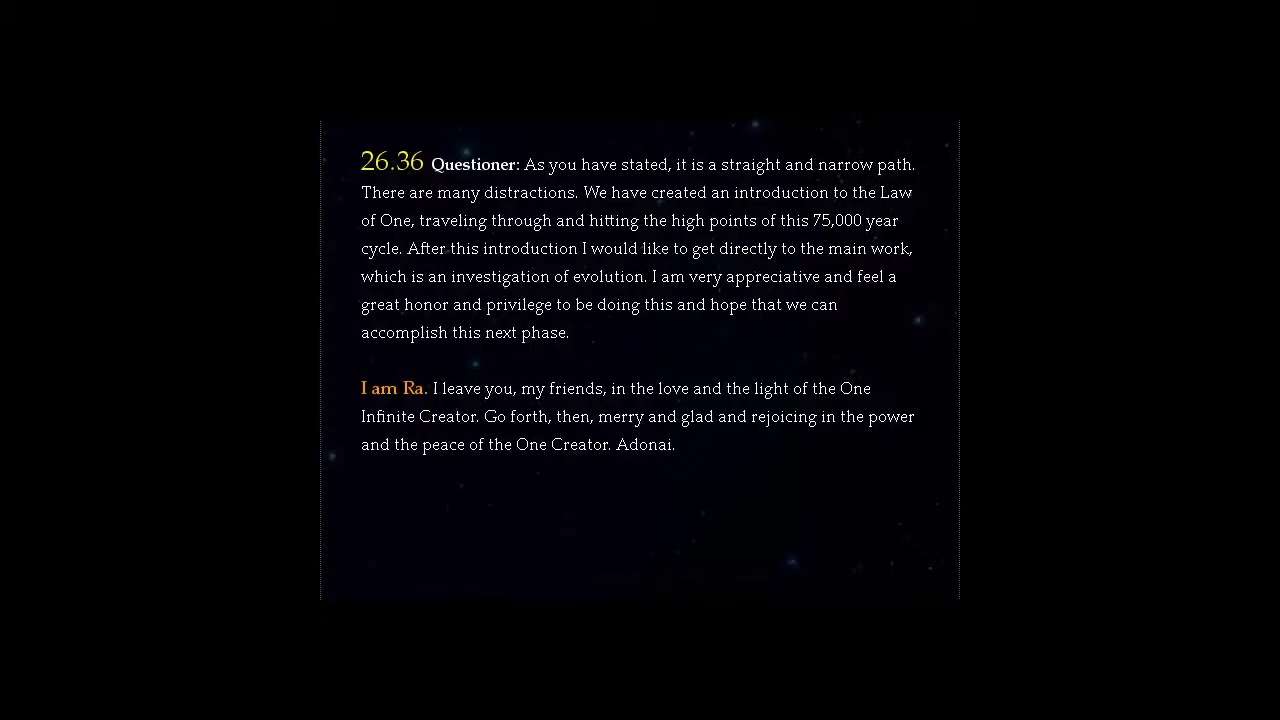 26.36 Questioner: As you have stated, it is a straight and narrow path.
There are many distractions. We have created an introduction to the Law
of One, traveling through and hitting the high points of this 75,000 year
cycle. After this introduction I would like to get directly to the main work,
which is an investigation of evolution. I am very appreciative and feel a
great honor and privilege to be doing this and hope that we can
accomplish this next phase.
I am Ra. I leave you, my friends, in the love and the light of the One
Infinite Creator. Go forth, then, merry and glad and rejoicing in the power
and the peace of the One Creator. Adonai.